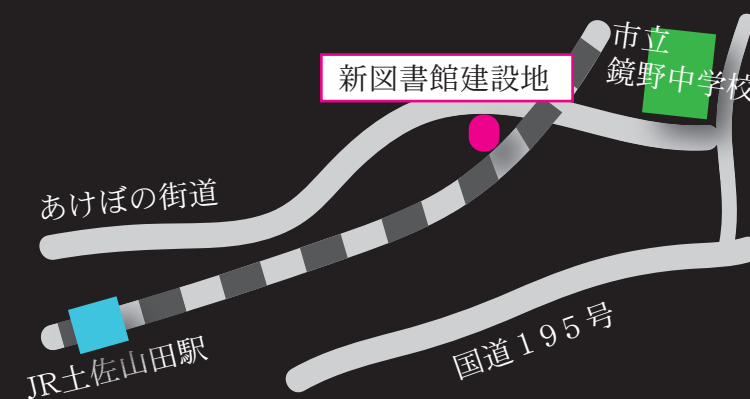 市立
鏡野中学校
新図書館建設地
あけぼの街道
国道１９５号
JR土佐山田駅